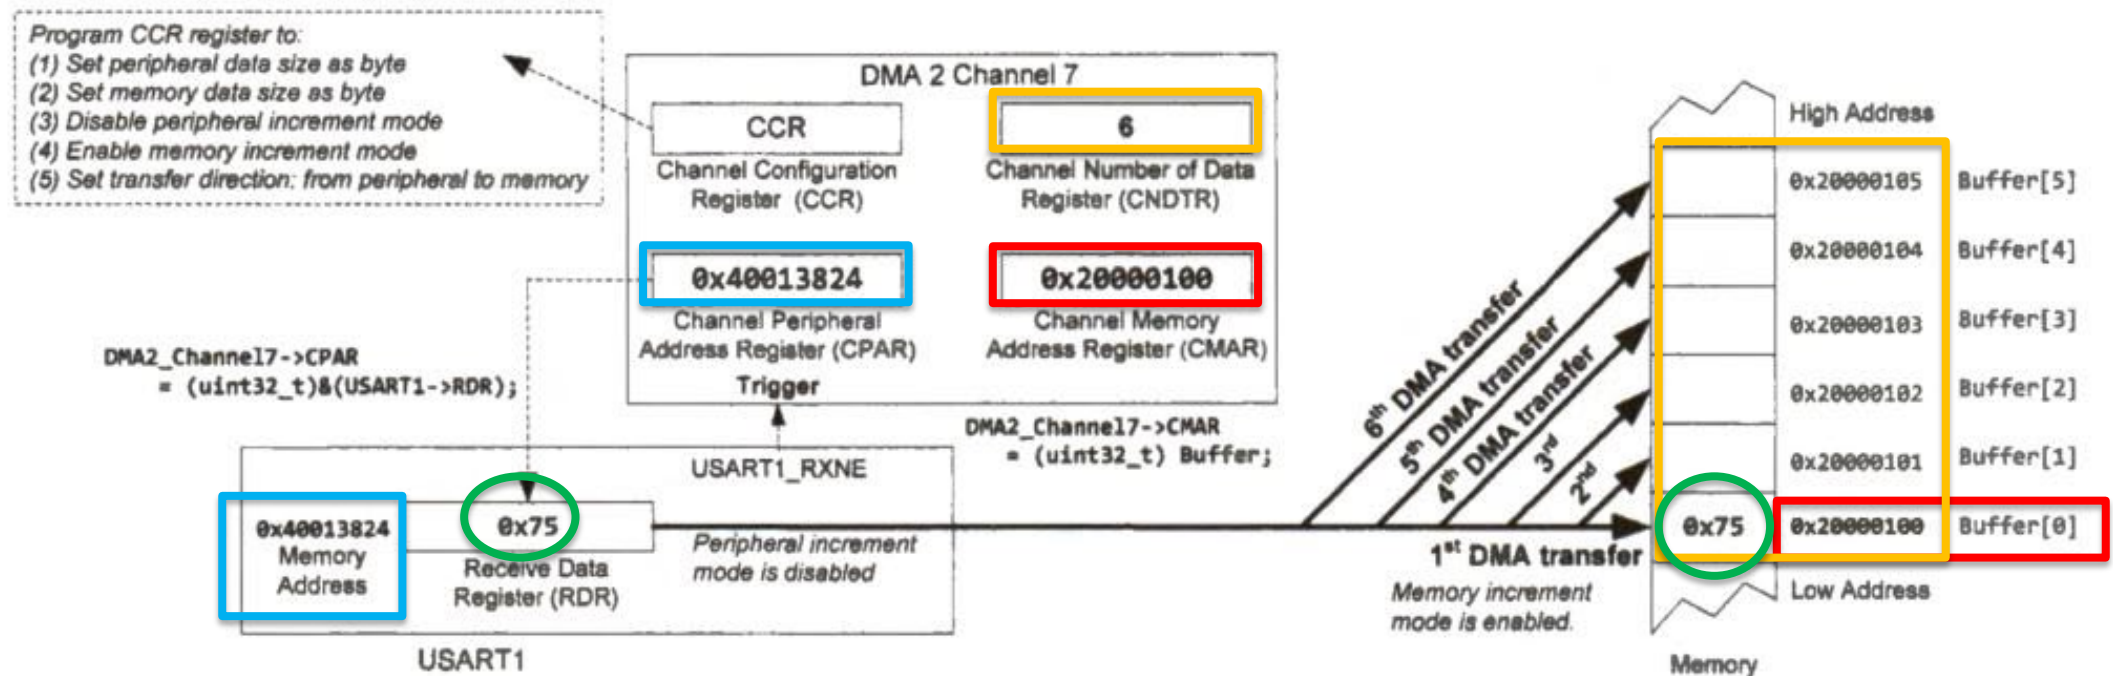 Program CCR register to:
(1) Set peripheral data size as byte
(2) Set memory data size as byte
(3) Disable peripheral increment mode
(4) Enable memory increment mode
(5) Set transfer direction: from peripheral to memory
DMA 2 Channel 7
CCR
Channel Configuration
Register (CCR)
6
Channel Number of Data
Register (CNDTR)
0x40013824
Channel Peripheral
Address Register (CPAR)
0x20000100
Channel Memory
Address Register (CMAR)
Trigger
DMA2_Channel7->CPAR
= (uint32_t)&(USART1->RDR);
DMA2_Channel7->CMAR
= (uint32_t) Buffer;
USART1_RXNE
0x40013824
Memory
Address
0x75
Receive Data
Register (RDR)
Peripheral increment
mode is disabled
USART1
6th DMA transfer
5th DMA transfer
4th DMA transfer
3rd
2nd
1st DMA transfer
Memory increment
mode is enabled.
High Address
0x20000105 Buffer[5]
0x20000104 Buffer[4]
0x20000103 Buffer[3]
0x20000102 Buffer[2]
0x20000101 Buffer[1]
0x75 0x20000100 Buffer[0]
Low Address
Memory